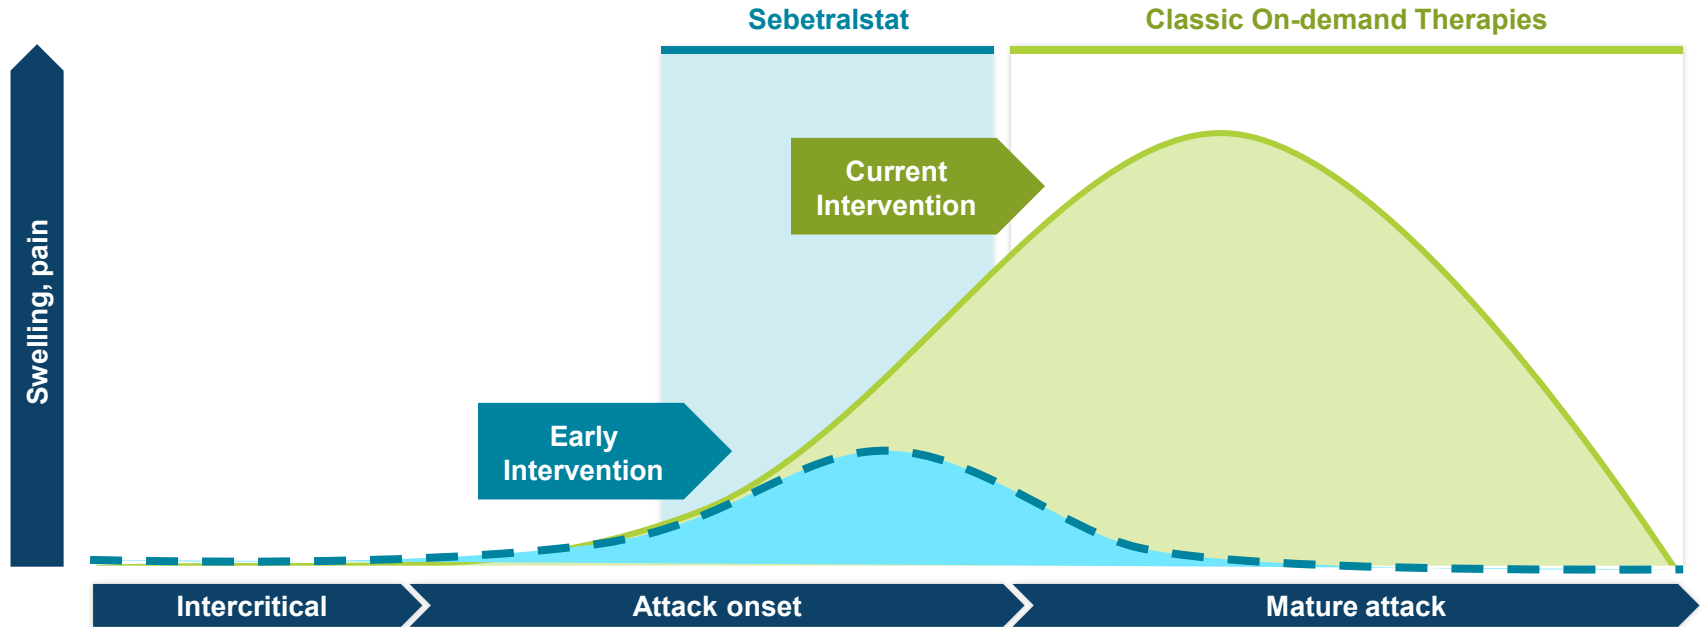 Sebetralstat
Classic On-demand Therapies
Swelling, pain
Current
Intervention
Early
Intervention
Intercritical
Attack onset
Mature attack